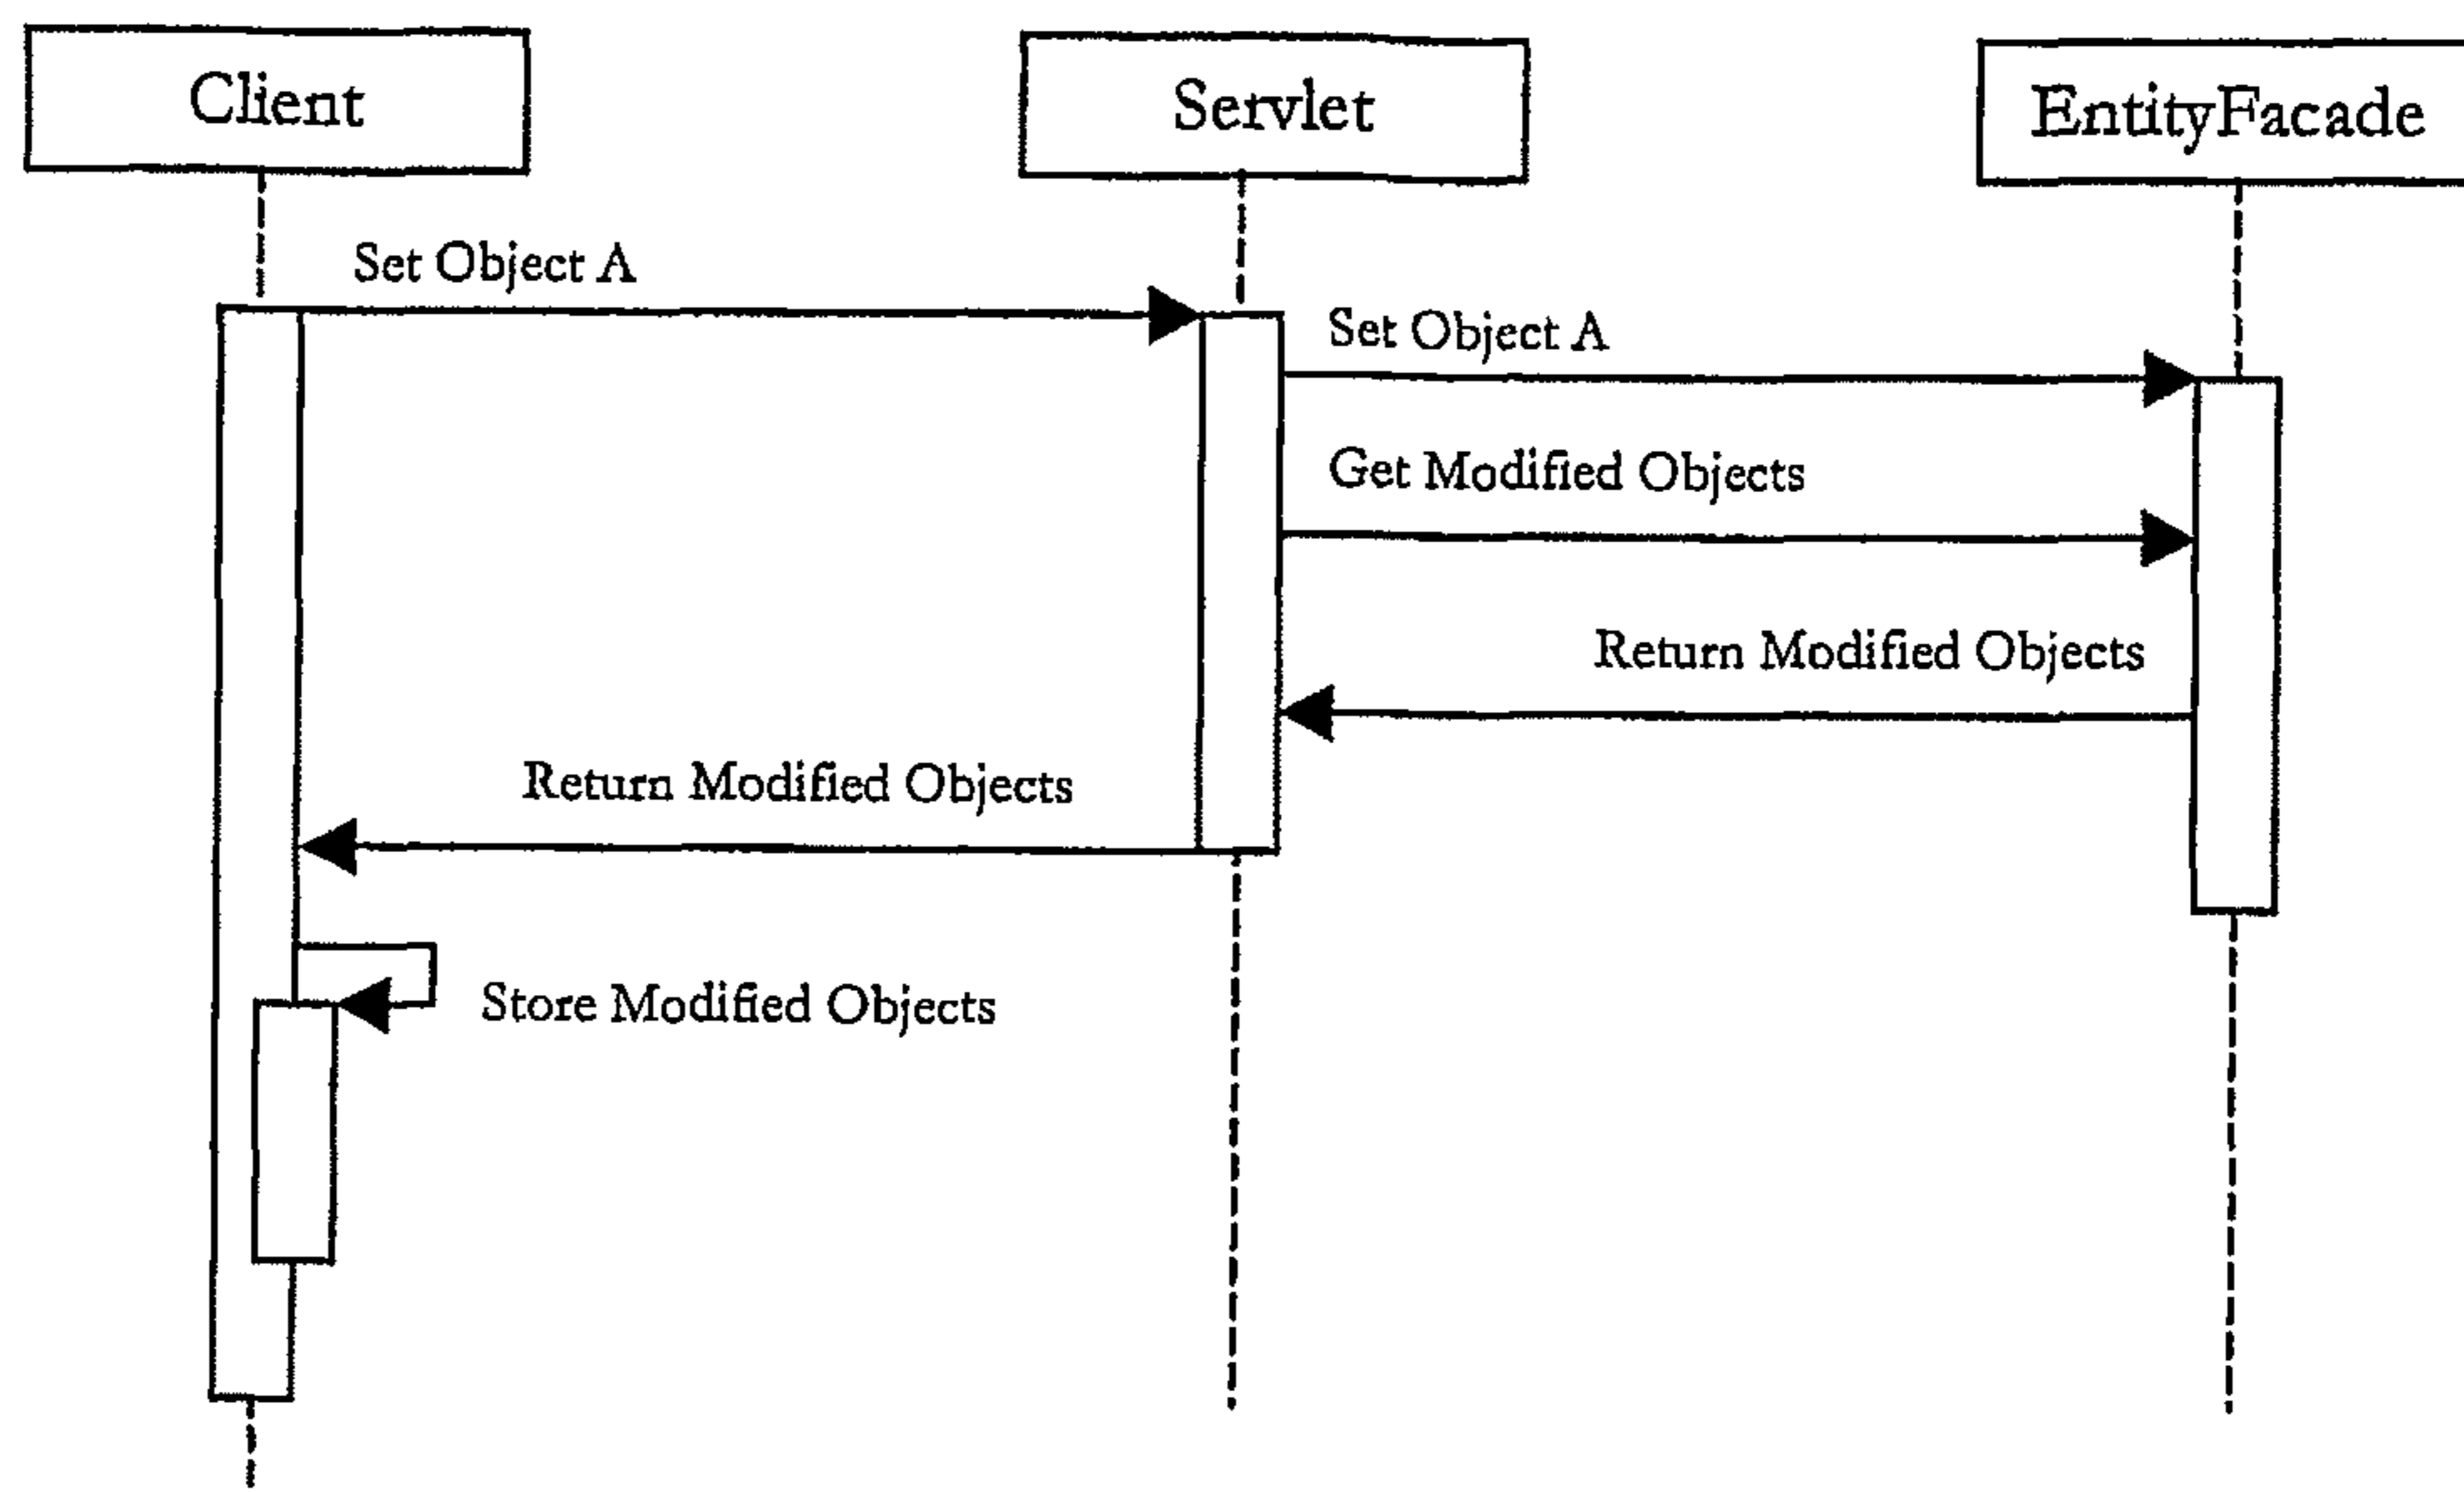 Client
Servlet
EntityFacade
Set Object A
Set Object A
Get Modified Objects
Return Modified Objects
Return Modified Objects
Store Modified Objects